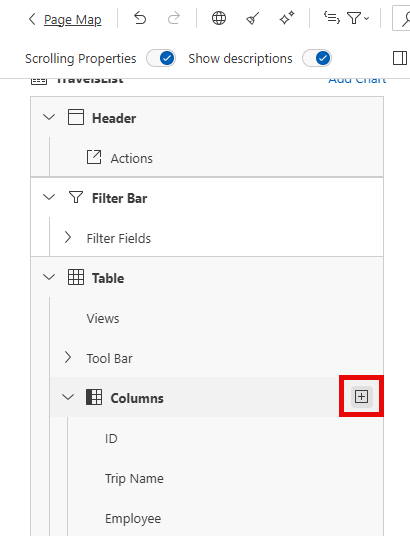 Page Map
Scrolling Properties Show descriptions
TravelsList Add Chart
Header
Actions
Filter Bar
Filter Fields
Table
Views
Tool Bar
Columns
ID
Trip Name
Employee